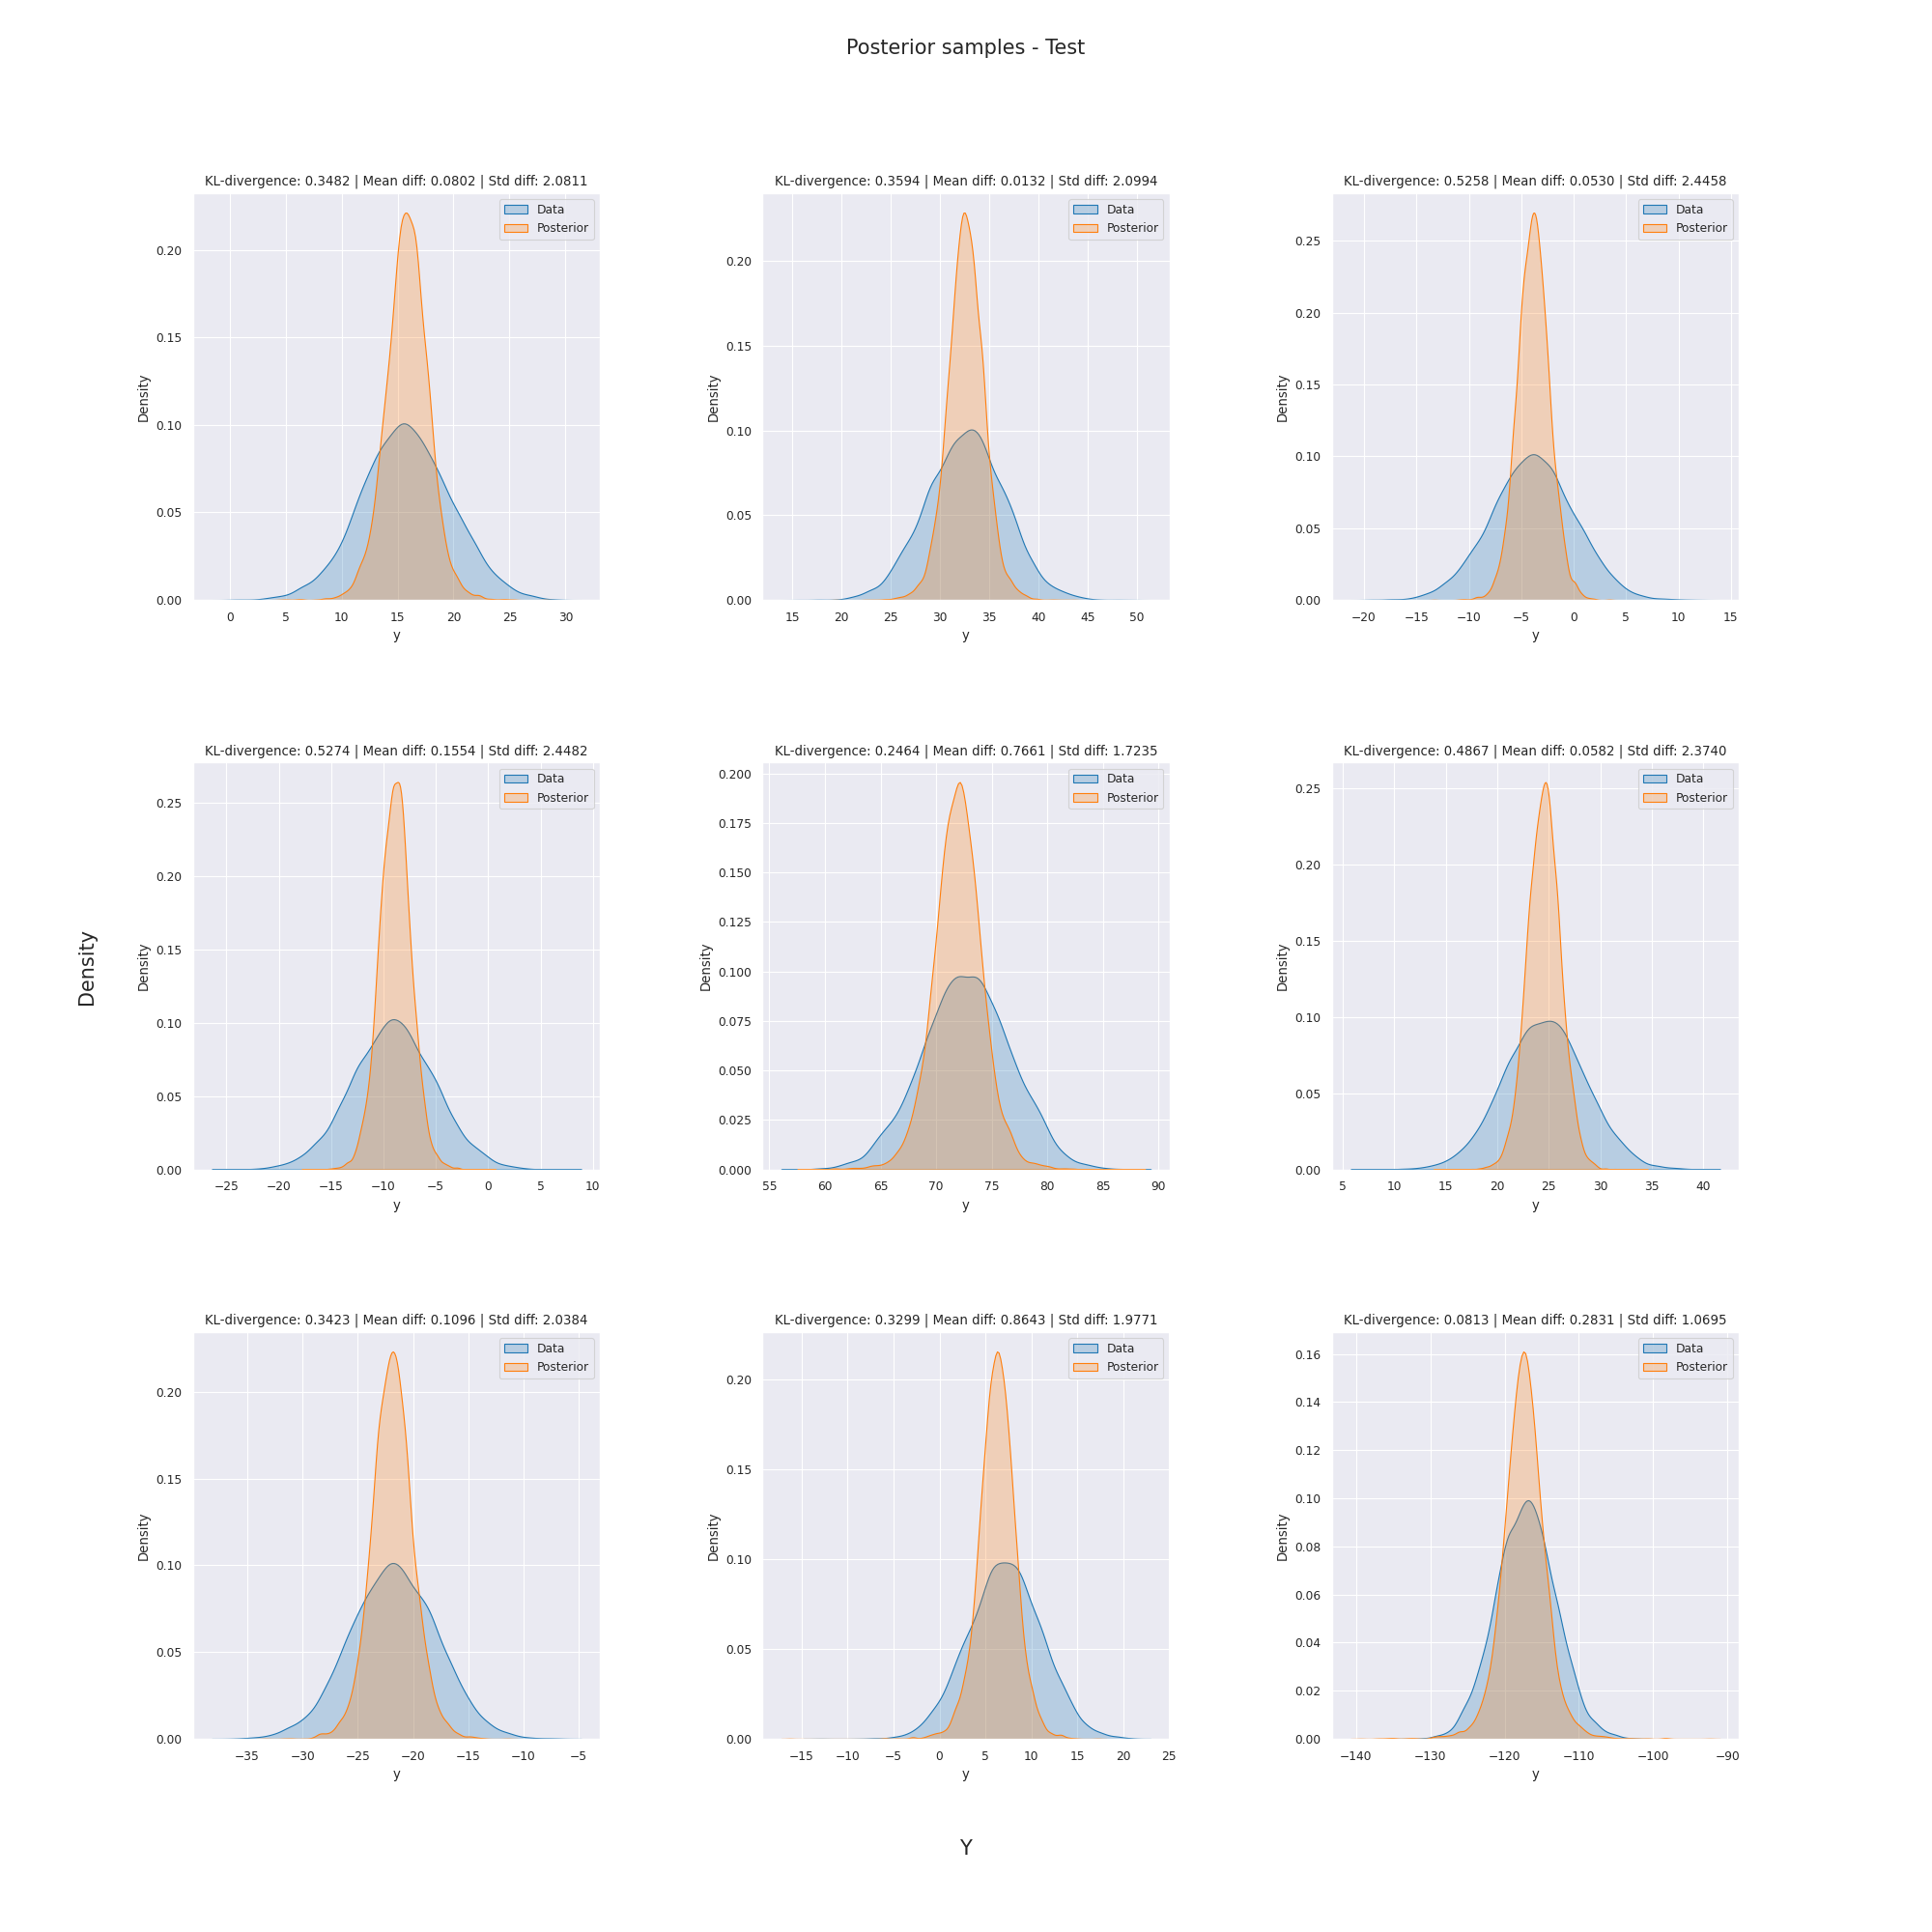 Posterior samples - Test
KL-divergence: 0.3482 | Mean diff: 0.0802 | Std diff: 2.0811
Data
Posterior
0.20
0.15
0.10
0.05
0.00
Density
0 5 10 15 20 25 30
y
KL-divergence: 0.3594 | Mean diff: 0.0132 | Std diff: 2.0994
Data
Posterior
0.20
0.15
0.10
0.05
0.00
Density
15 20 25 30 35 40 45 50
y
KL-divergence: 0.5258 | Mean diff: 0.0530 | Std diff: 2.4458
Data
Posterior
0.25
0.20
0.15
0.10
0.05
0.00
Density
−20 −15 −10 −5 0 5 10 15
y
KL-divergence: 0.5274 | Mean diff: 0.1554 | Std diff: 2.4482
Data
Posterior
0.25
0.20
0.15
0.10
0.05
0.00
Density
−25 −20 −15 −10 −5 0 5 10
y
KL-divergence: 0.2464 | Mean diff: 0.7661 | Std diff: 1.7235
Data
Posterior
0.200
0.175
0.150
0.125
0.100
0.075
0.050
0.025
0.000
Density
55 60 65 70 75 80 85 90
y
KL-divergence: 0.4867 | Mean diff: 0.0582 | Std diff: 2.3740
Data
Posterior
0.25
0.20
0.15
0.10
0.05
0.00
Density
5 10 15 20 25 30 35 40
y
Density
KL-divergence: 0.3423 | Mean diff: 0.1096 | Std diff: 2.0384
Data
Posterior
0.20
0.15
0.10
0.05
0.00
Density
−35 −30 −25 −20 −15 −10 −5
y
KL-divergence: 0.3299 | Mean diff: 0.8643 | Std diff: 1.9771
Data
Posterior
0.20
0.15
0.10
0.05
0.00
Density
−15 −10 −5 0 5 10 15 20 25
y
KL-divergence: 0.0813 | Mean diff: 0.2831 | Std diff: 1.0695
Data
Posterior
0.16
0.14
0.12
0.10
0.08
0.06
0.04
0.02
0.00
Density
−140 −130 −120 −110 −100 −90
y
Y